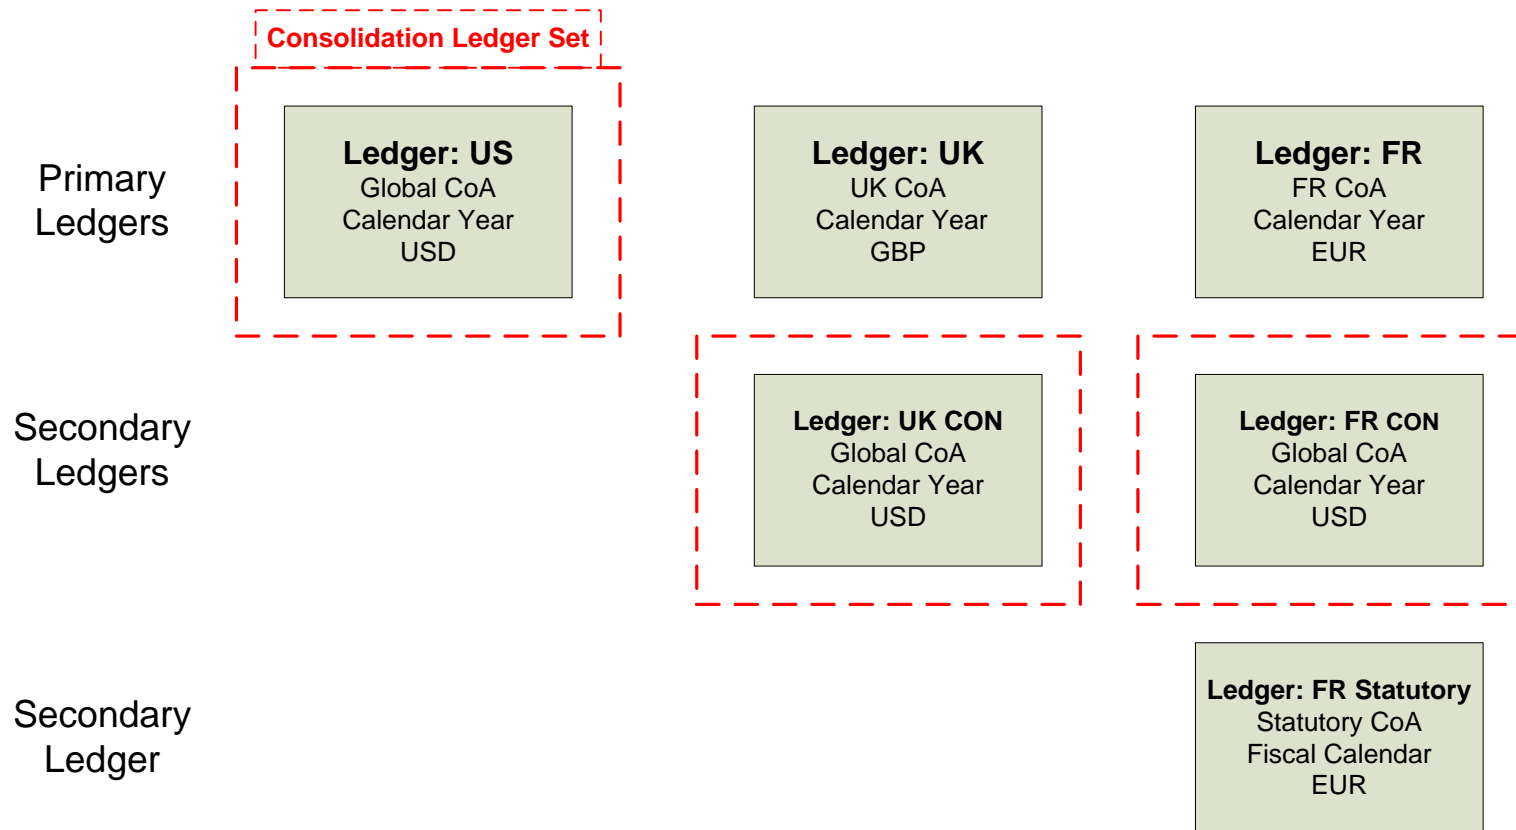 Consolidation Ledger Set
Primary
Ledgers
Ledger: US
Global CoA
Calendar Year
USD
Ledger: UK
UK CoA
Calendar Year
GBP
Ledger: FR
FR CoA
Calendar Year
EUR
Secondary
Ledgers
Ledger: UK CON
Global CoA
Calendar Year
USD
Ledger: FR CON
Global CoA
Calendar Year
USD
Secondary
Ledger
Ledger: FR Statutory
Statutory CoA
Fiscal Calendar
EUR